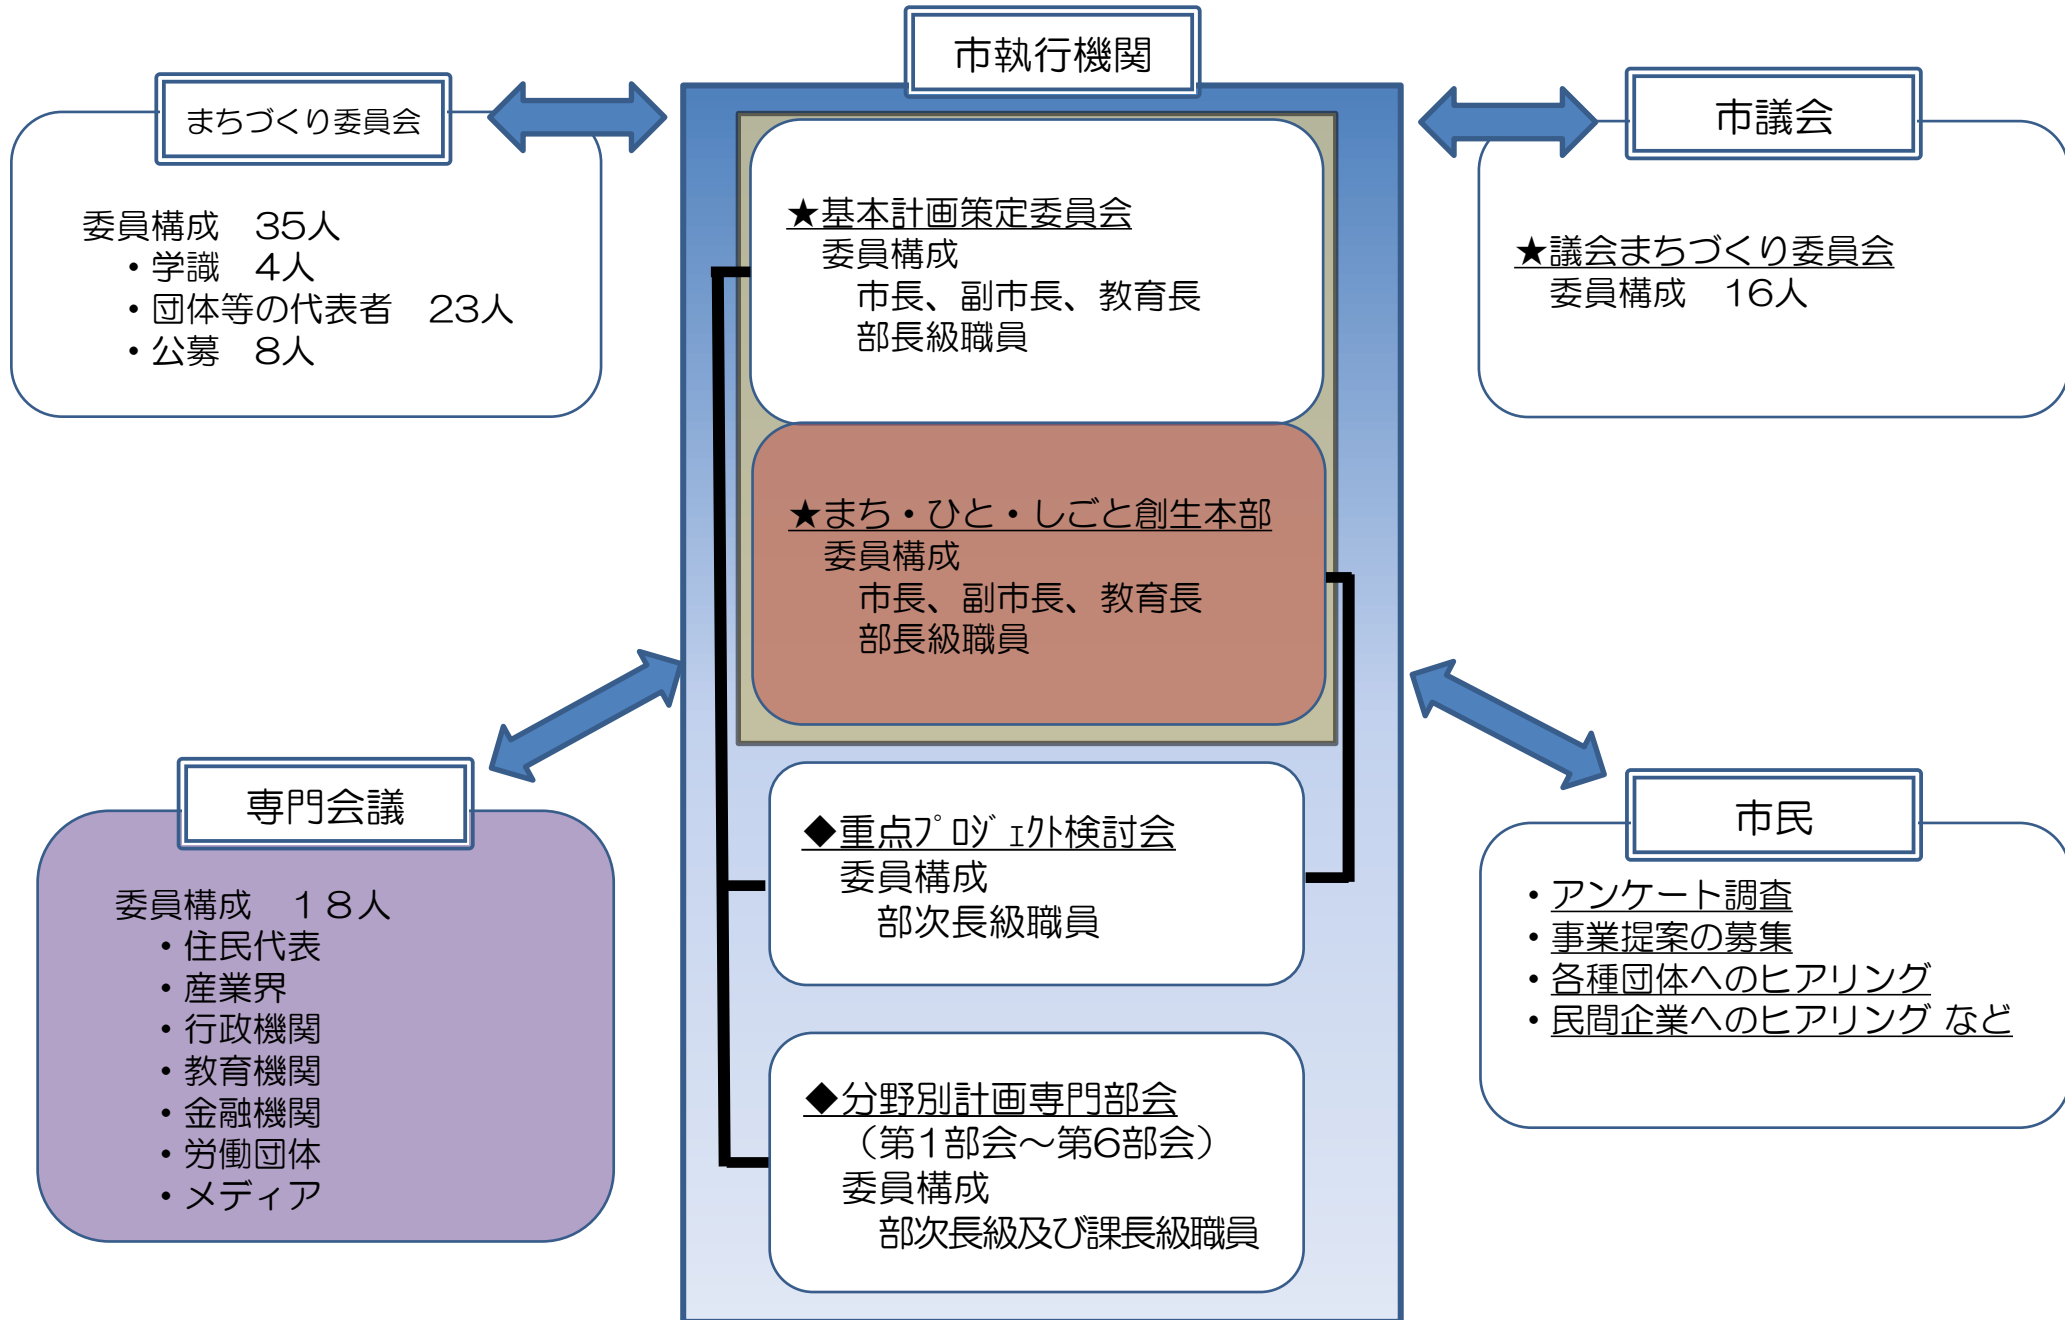 市執行機関
まちづくり委員会
委員構成　35人
・学識　4人
・団体等の代表者　23人
・公募　8人
★基本計画策定委員会
委員構成
市長、副市長、教育長
部長級職員
★まち・ひと・しごと創生本部
委員構成
市長、副市長、教育長
部長級職員
◆重点ﾌﾟﾛｼﾞｪｸﾄ検討会
委員構成
部次長級職員
◆分野別計画専門部会
（第1部会～第6部会）
委員構成
部次長級及び課長級職員
市議会
★議会まちづくり委員会
委員構成　16人
専門会議
委員構成　１８人
・住民代表
・産業界
・行政機関
・教育機関
・金融機関
・労働団体
・メディア
市民
・アンケート調査
・事業提案の募集
・各種団体へのヒアリング
・民間企業へのヒアリング など